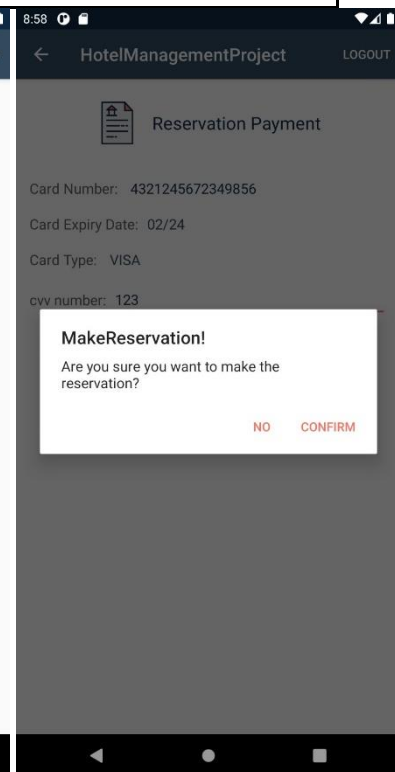 8:58
HotelManagementProject LOGOUT
Reservation Payment
Card Number: 4321245672349856
Card Expiry Date: 02/24
Card Type: VISA
cvv number: 123
MakeReservation!
Are you sure you want to make the
reservation?
NO CONFIRM